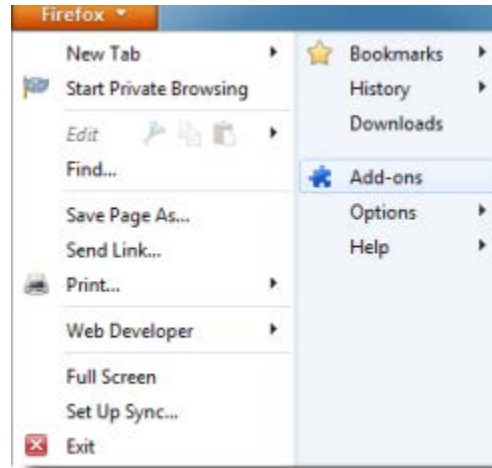 Firefox
New Tab
Start Private Browsing
Edit
Find...
Save Page As...
Send Link...
Print...
Web Developer
Full Screen
Set Up Sync...
Exit
Bookmarks
History
Downloads
Add-ons
Options
Help